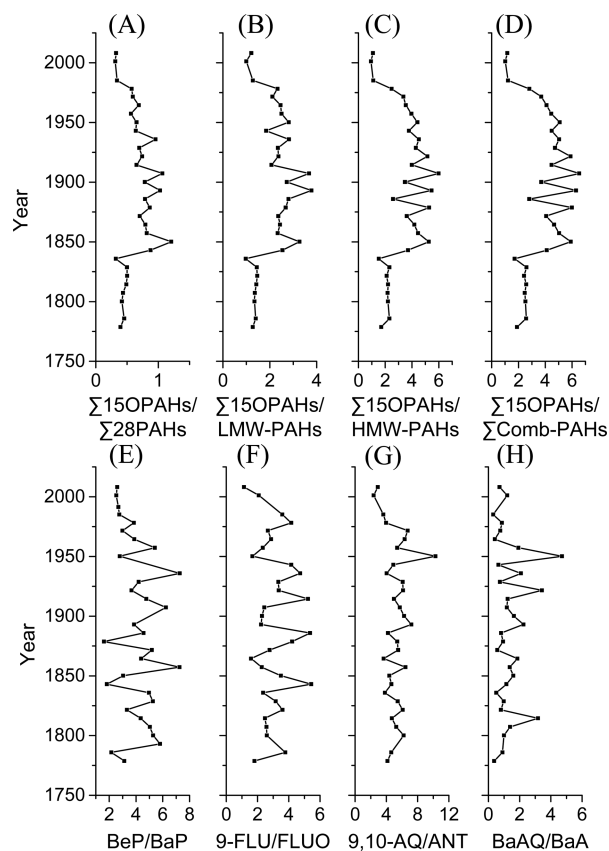 (A) (B) (C) (D)
2000
1950
1900
1850
1800
1750
Year
0 1 0 2 4 0 2 4 6 0 2 4 6
∑15OPAHs/ ∑15OPAHs/ ∑15OPAHs/ ∑15OPAHs/
∑28PAHs LMW-PAHs HMW-PAHs ∑Comb-PAHs
(E) (F) (G) (H)
2000
1950
1900
1850
1800
1750
Year
2 4 6 8 0 2 4 6 0 3 6 9 12 0 2 4 6
BeP/BaP 9-FLU/FLUO 9,10-AQ/ANT BaAQ/BaA